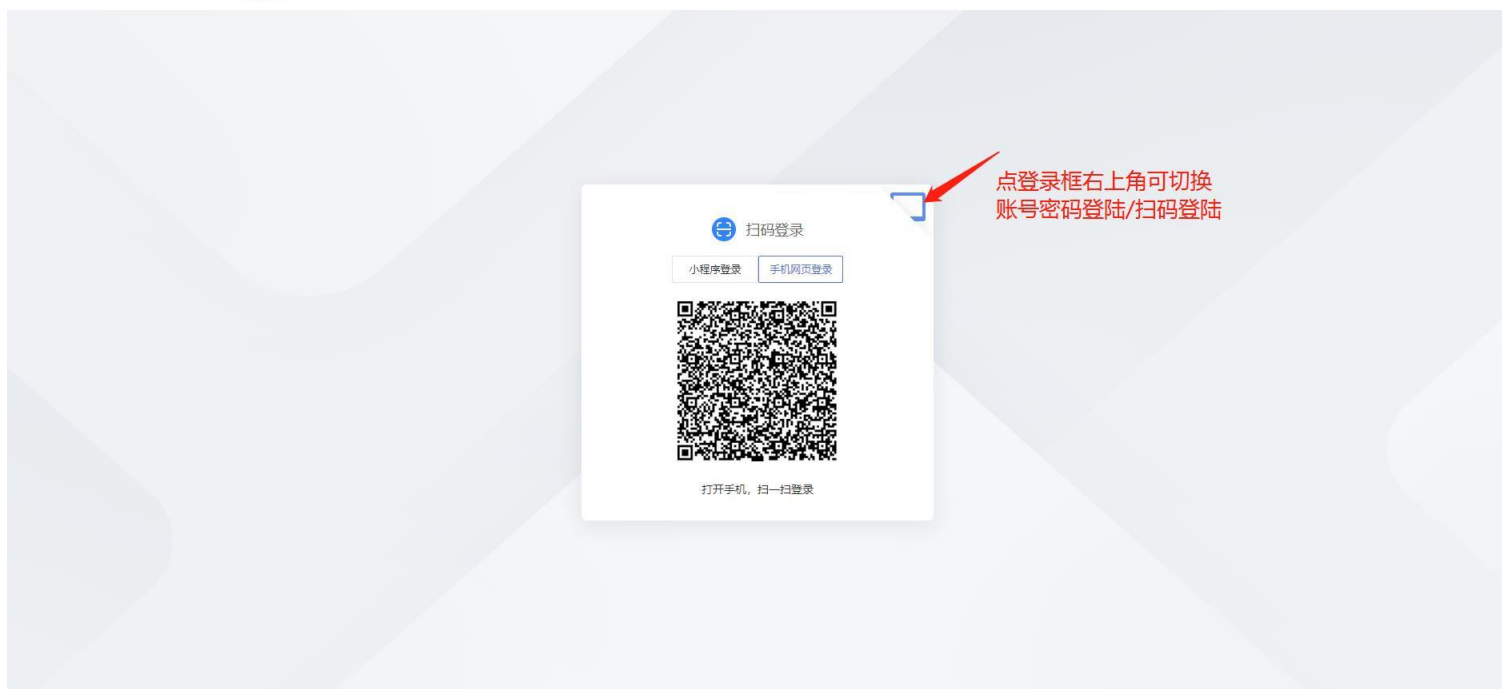 点登录框右上角可切换
账号密码登陆/扫码登陆
扫码登录
小程序登录 手机网页登录
打开手机，扫一扫登录